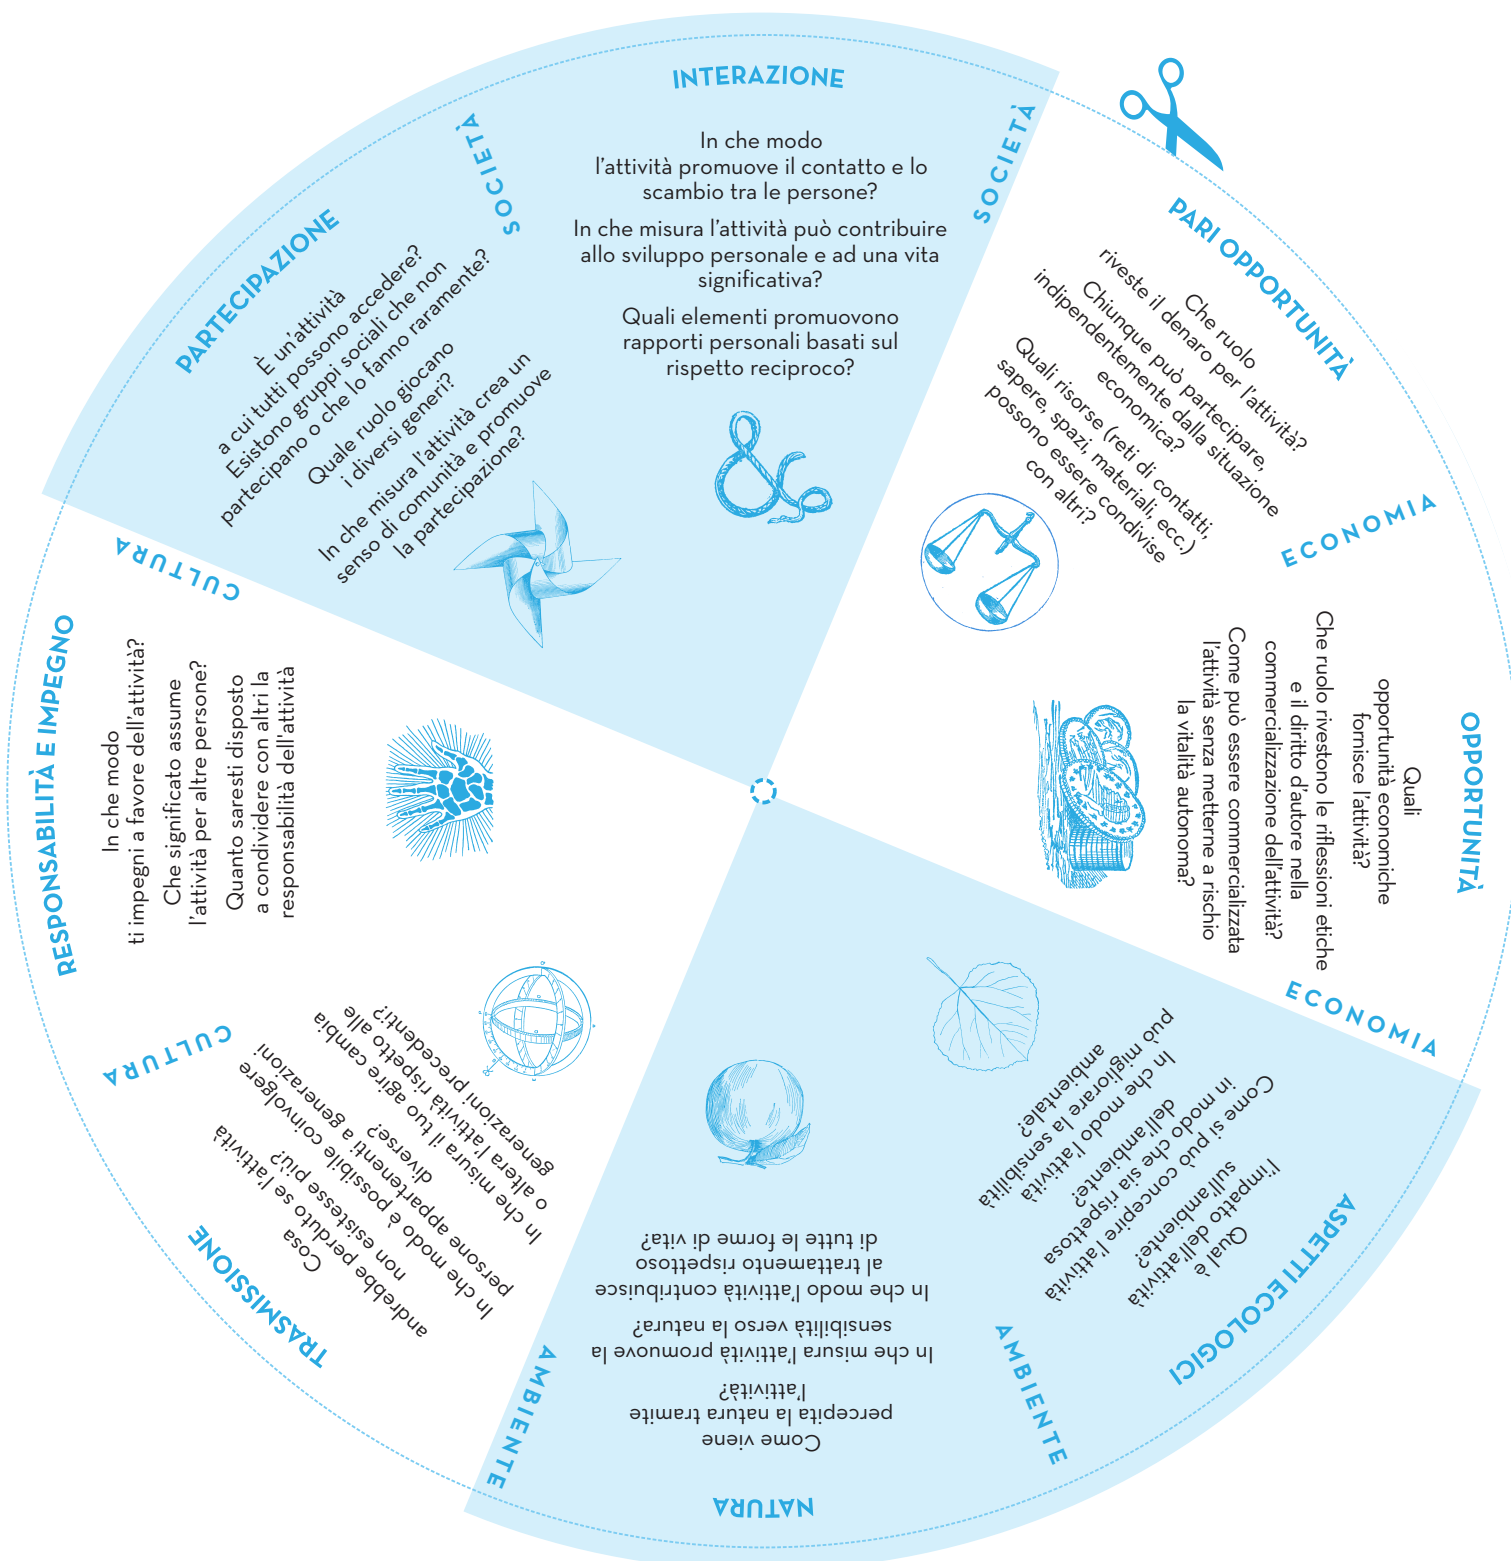 INTERAZIONE
SOCIETÀ
In che modo
l'attività promuove il contatto e lo
scambio tra le persone?
In che misura l'attività può contribuire
allo sviluppo personale e ad una vita
significativa?
Quali elementi promuovono
rapporti personali basati sul
rispetto reciproco?
SOCIETÀ
PARI OPPORTUNITÀ
Che ruolo
riveste il denaro per l'attività?
Chiunque può partecipare,
indipendentemente dalla situazione
economica?
Quali risorse (reti di contatti,
sapere, spazi, materiali, ecc.)
possono essere condivise
con altri?
ECONOMIA
OPPORTUNITÀ
Quali
opportunità economiche
fornisce l'attività?
Che ruolo rivestono le riflessioni etiche
e il diritto d'autore nella
commercializzazione dell'attività?
Come può essere commercializzata
l'attività senza metterne a rischio
la vitalità autonoma?
ECONOMIA
ASPETTI ECOLOGICI
Qual è
l'impatto dell'attività
sull'ambiente?
Come si può concepire l'attività
in modo che sia rispettosa
dell'ambiente?
In che modo l'attività
può migliorare la sensibilità
ambientale?
AMBIENTE
NATURA
Come viene
percepita la natura tramite
l'attività?
In che misura l'attività promuove la
sensibilità verso la natura?
In che modo l'attività contribuisce
al trattamento rispettoso
di tutte le forme di vita?
AMBIENTE
TRASMISSIONE
Cosa
andrebbe perduto se l'attività
non esistesse più?
In che modo è possibile coinvolgere
persone appartenenti a generazioni
diverse?
In che misura il tuo agire cambia
o altera l'attività rispetto alle
generazioni precedenti?
CULTURA
RESPONSABILITÀ E IMPEGNO
In che modo
ti impegni a favore dell'attività?
Che significato assume
l'attività per altre persone?
Quanto saresti disposto
a condividere con altri la
responsabilità dell'attività
CULTURA
PARTECIPAZIONE
È un'attività
a cui tutti possono accedere?
Esistono gruppi sociali che non
partecipano o che lo fanno raramente?
Quale ruolo giocano
i diversi generi?
In che misura l'attività crea un
senso di comunità e promuove
la partecipazione?